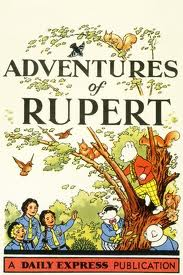 ADVENTURES
of
RUPERT
A DAILY EXPRESS PUBLICATION